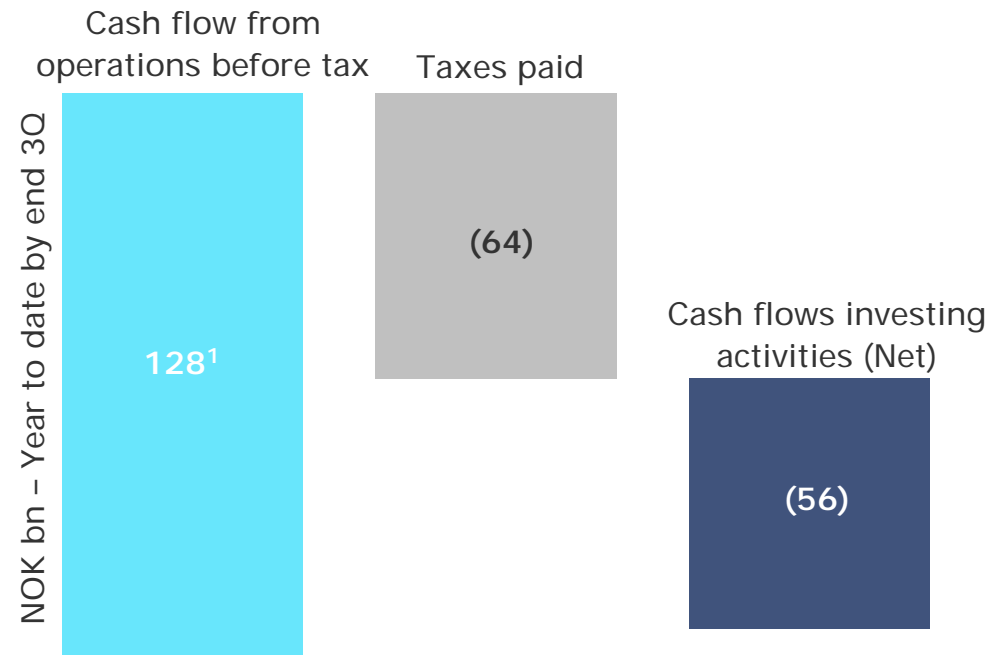 Cash flow from
operations before tax
Taxes paid
NOK bn – Year to date by end 3Q
128¹
(64)
Cash flows investing
activities (Net)
(56)